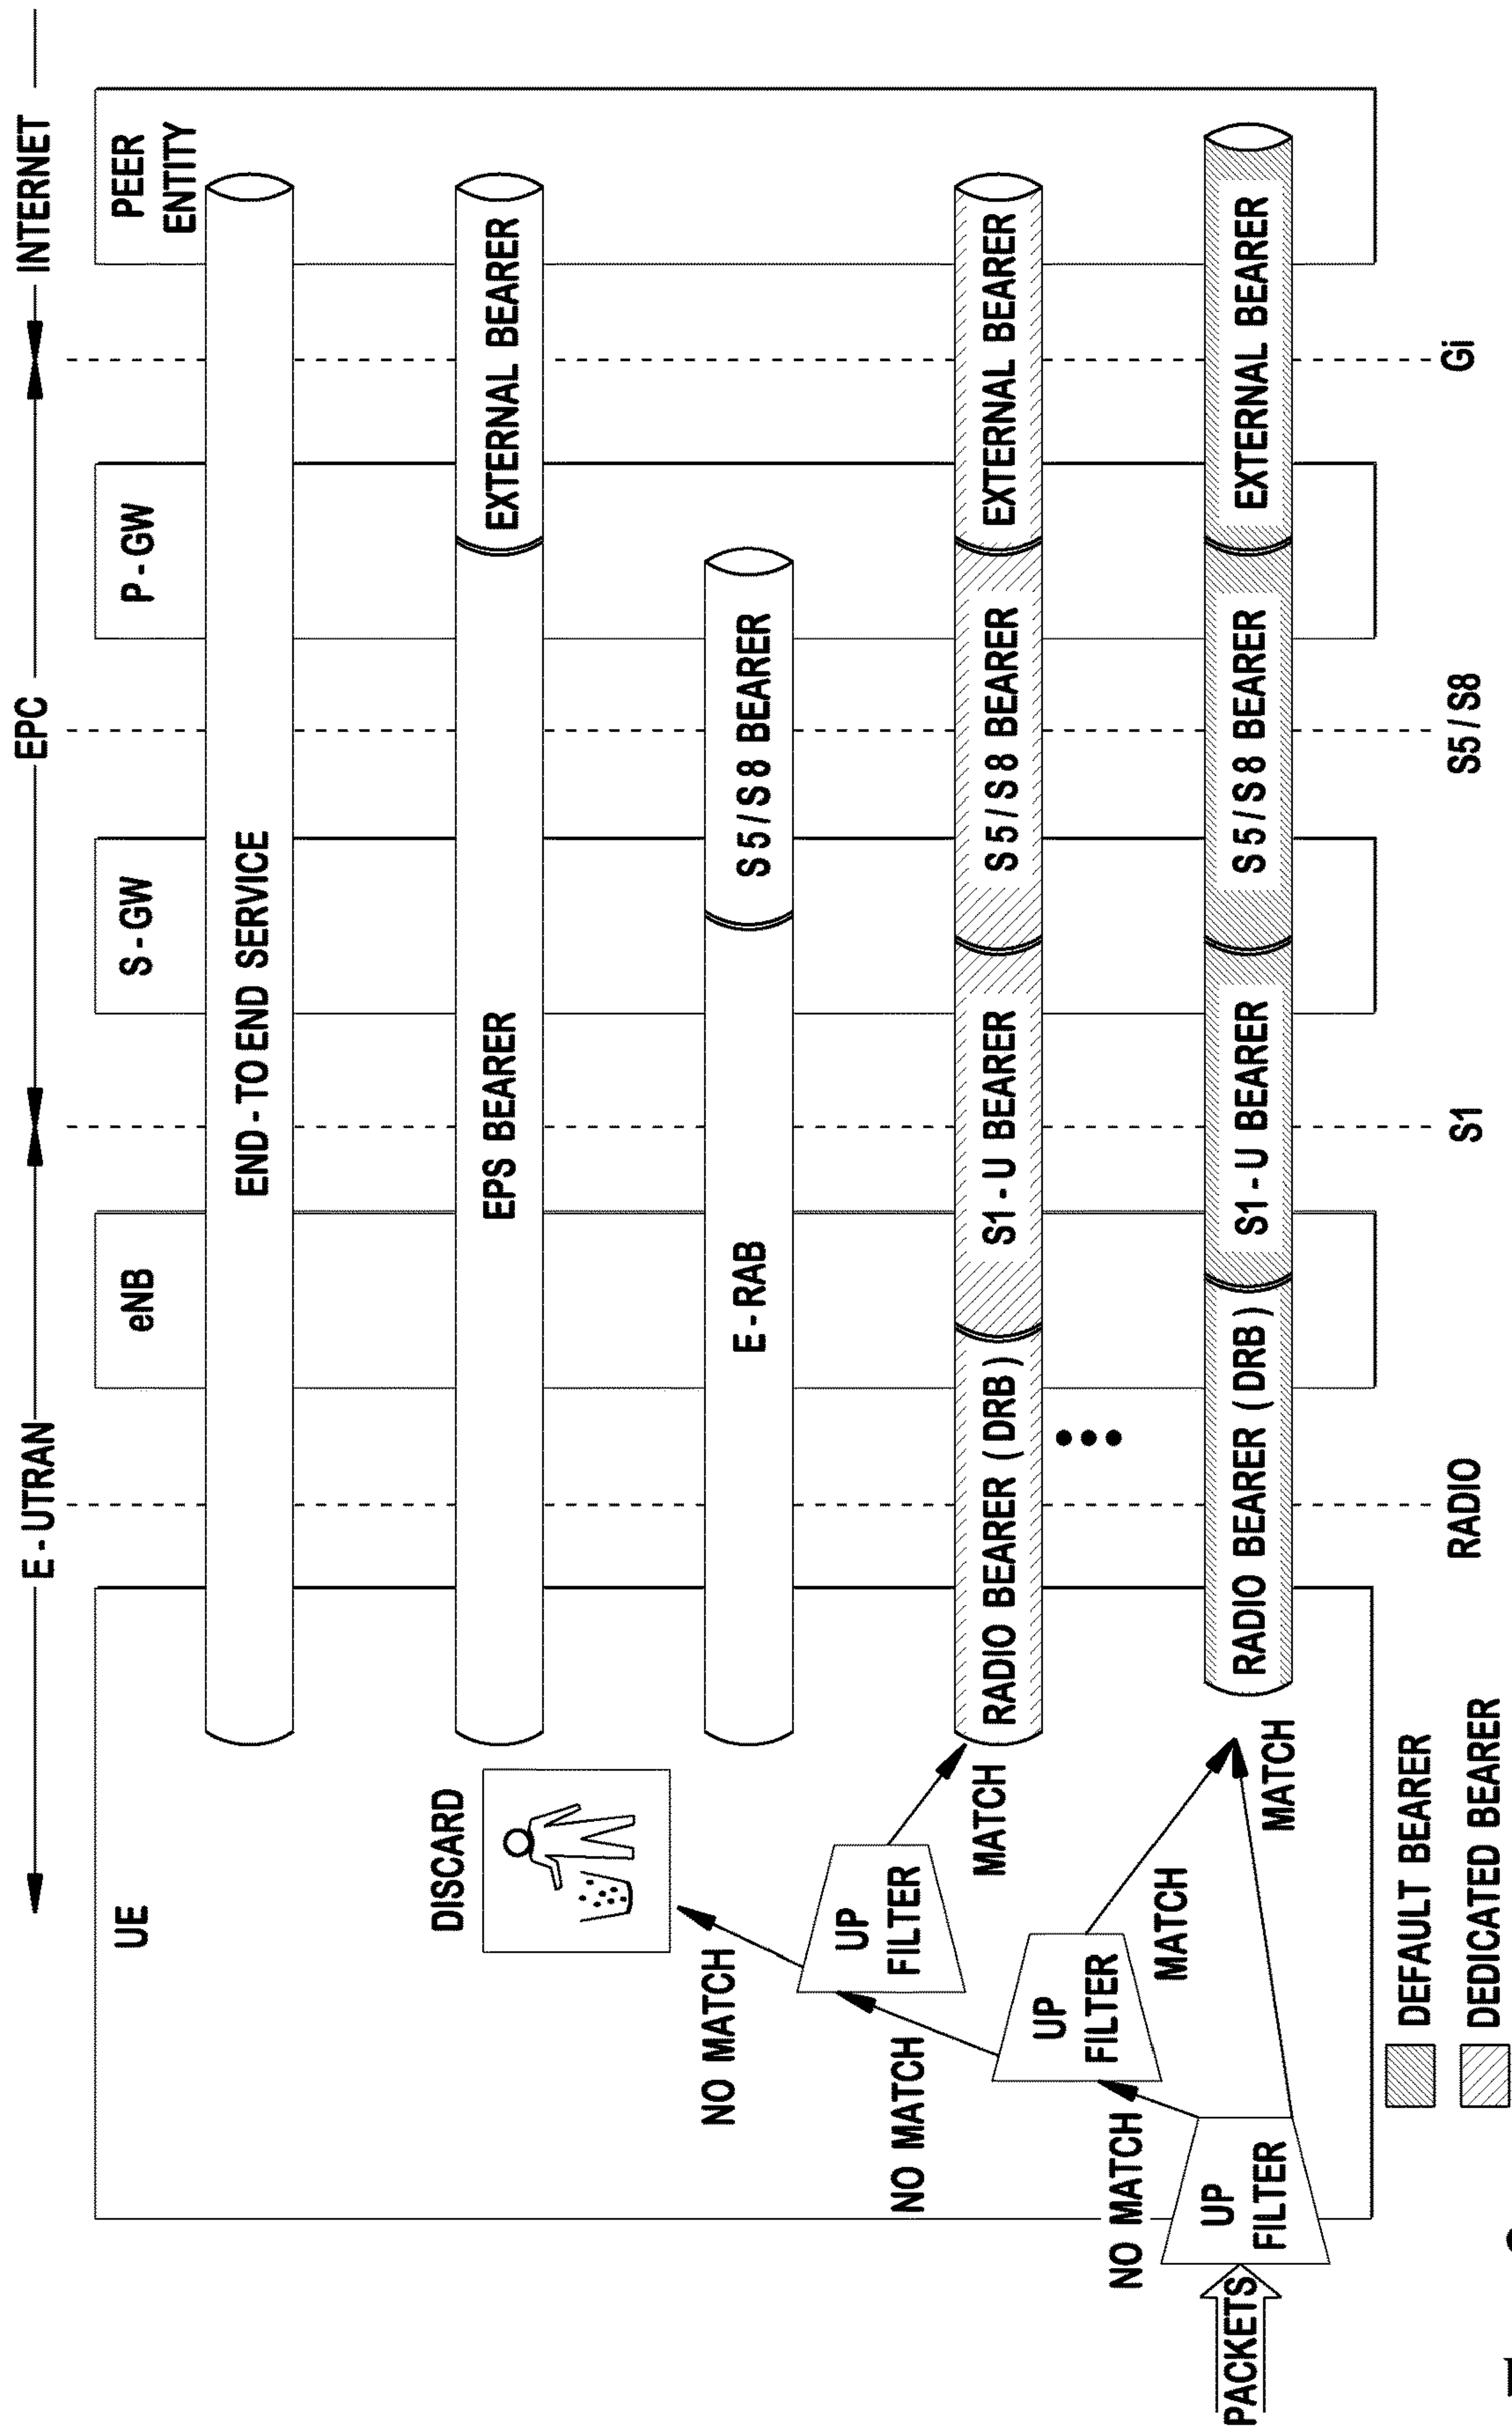 E - UTRAN
EPC
INTERNET
UE
eNB
S - GW
P - GW
PEER
ENTITY
END - TO END SERVICE
EPS BEARER
EXTERNAL BEARER
DISCARD
E - RAB
S5 / S8 BEARER
NO MATCH
UP
FILTER
MATCH
RADIO BEARER ( DRB )
S1 - U BEARER
S5 / S8 BEARER
EXTERNAL BEARER
NO MATCH
UP
FILTER
MATCH
NO MATCH
PACKETS
UP
FILTER
MATCH
RADIO BEARER ( DRB )
S1 - U BEARER
S5 / S8 BEARER
EXTERNAL BEARER
DEFAULT BEARER
DEDICATED BEARER
RADIO
S1
S5 / S8
Gi